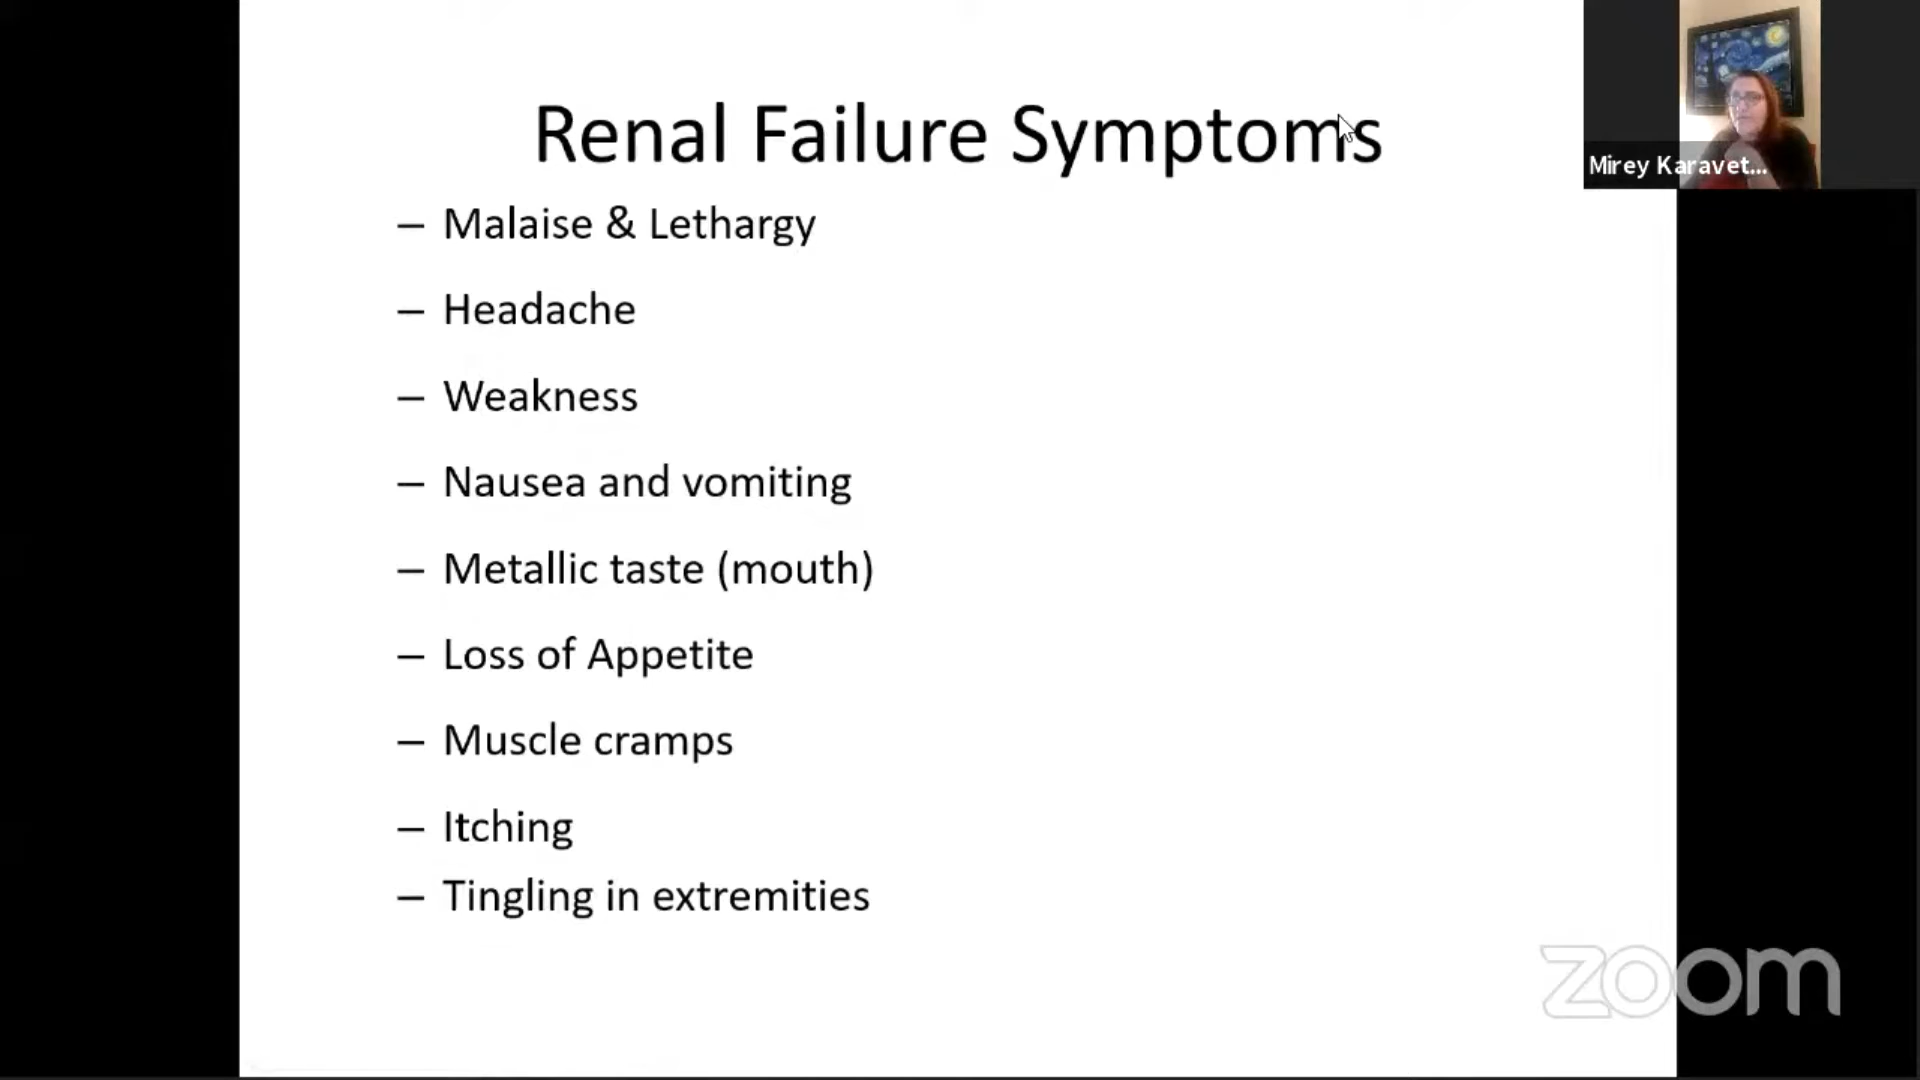 Renal Failure Symptoms
Mirey Karavet...
– Malaise & Lethargy
– Headache
– Weakness
– Nausea and vomiting
– Metallic taste (mouth)
– Loss of Appetite
– Muscle cramps
– Itching
– Tingling in extremities
zoom